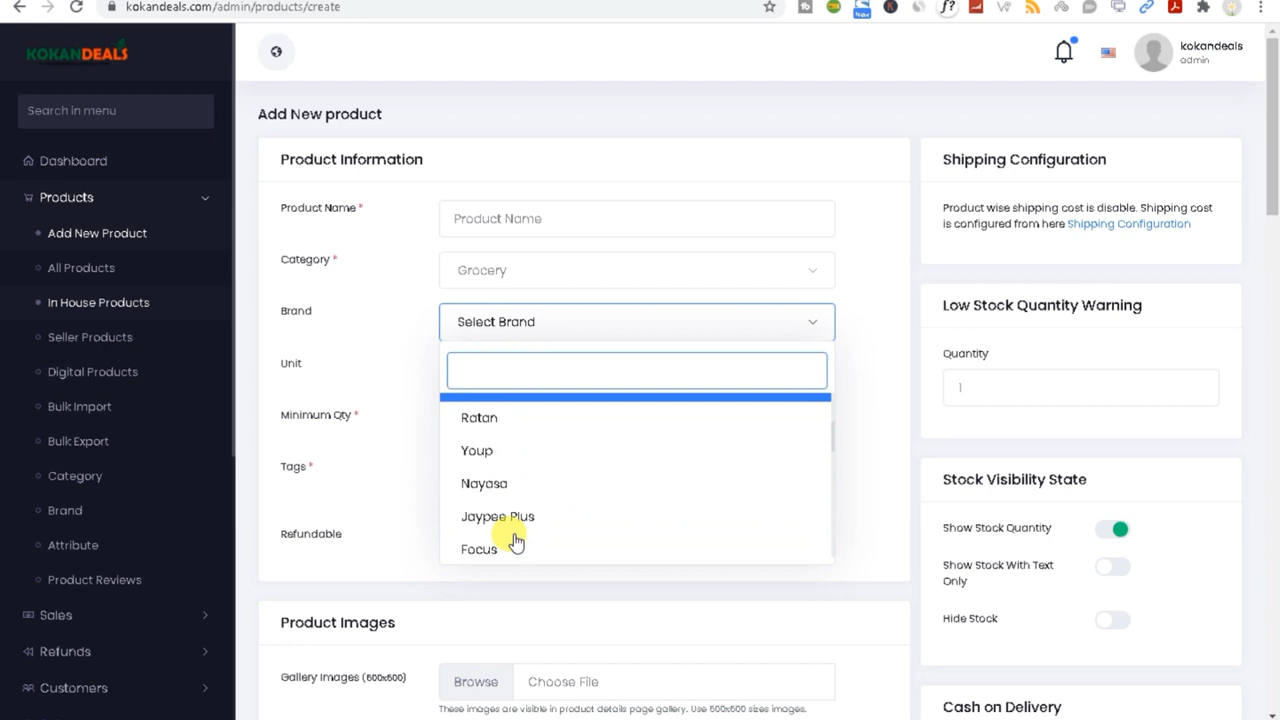 kokandeals.com/admin/products/create
New
KOKANDEALS
kokandeals
admin
Search in menu
Dashboard
Products
Add New Product
All Products
In House Products
Seller Products
Digital Products
Bulk Import
Bulk Export
Category
Brand
Attribute
Product Reviews
Sales
Refunds
Customers
Add New product
Product Information
Product Name *
Product Name
Category *
Grocery
Brand
Select Brand
Unit
Minimum Qty *
Tags *
Refundable
Ratan
Youp
Nayasa
Jaypee Plus
Focus
Product Images
Gallery Images (600x600)
Browse
Choose File
These images are visible in product details page gallery. Use 600x600 sizes images.
Shipping Configuration
Product wise shipping cost is disable. Shipping cost
is configured from here Shipping Configuration
Low Stock Quantity Warning
Quantity
1
Stock Visibility State
Show Stock Quantity
Show Stock With Text
Only
Hide Stock
Cash on Delivery